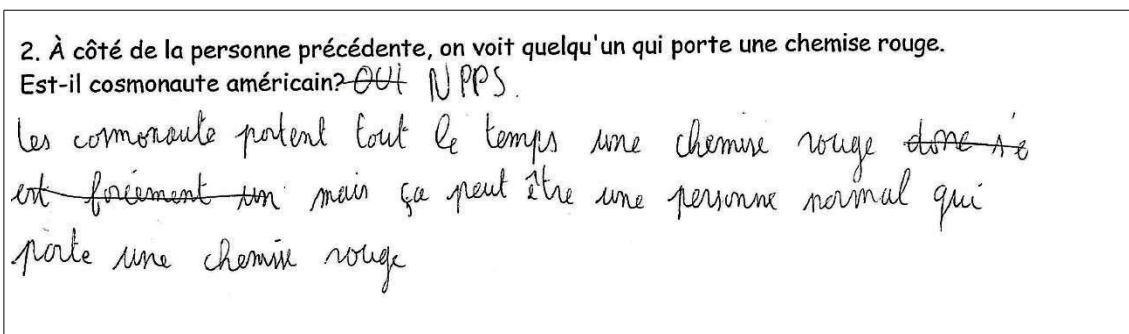 2. À côté de la personne précédente, on voit quelqu'un qui porte une chemise rouge.
Est-il cosmonaute américain? OUI NPPS.
les cosmonaute portent tout le temps une chemise rouge donc
est forcément un mais ça peut être une personne normal qui
porte une chemise rouge